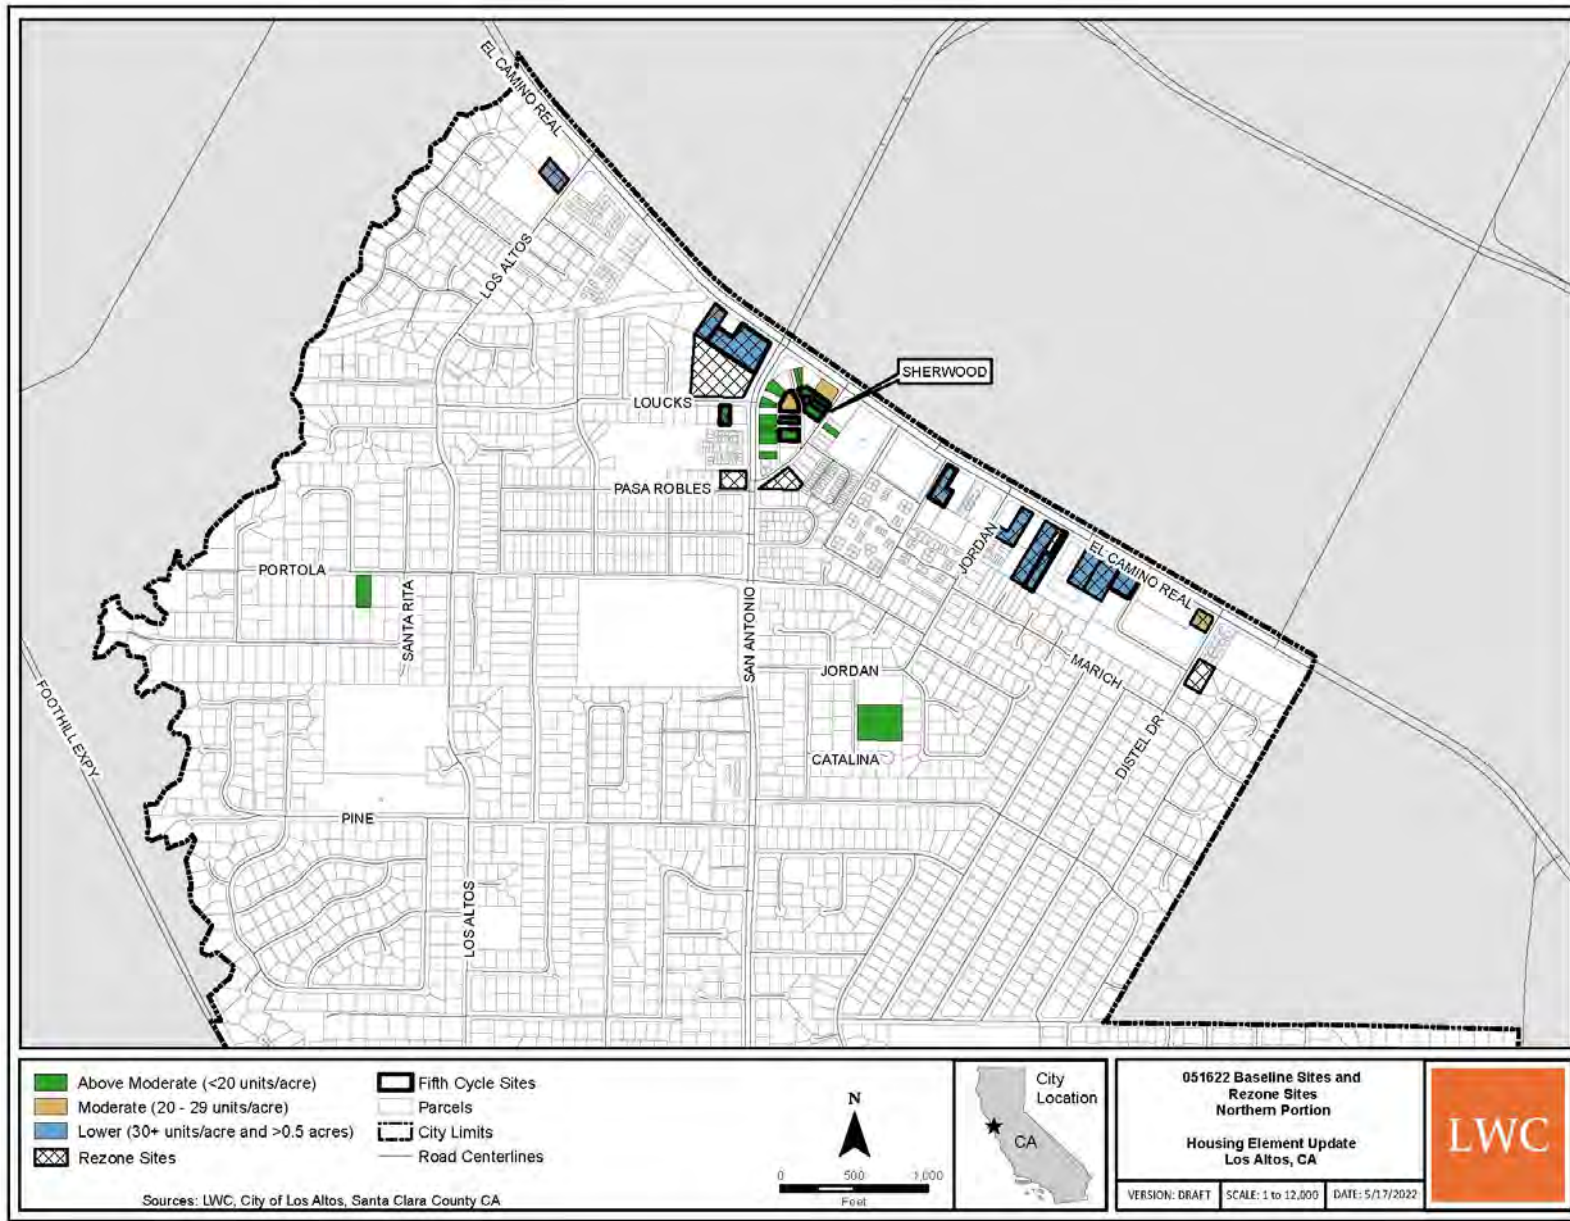 EL CAMINO REAL
LOS ALTOS
SHERWOOD
LOUCKS
PASA ROBLES
JORDAN
EL CAMINO REAL
PORTOLA
SANTA RITA
SAN ANTONIO
JORDAN
MARICH
FOOTHILL EXPY
CATALINA
DISTEL DR
PINE
LOS ALTOS
Above Moderate (<20 units/acre)
Moderate (20 - 29 units/acre)
Lower (30+ units/acre and >0.5 acres)
Rezone Sites
Fifth Cycle Sites
Parcels
City Limits
Road Centerlines
Sources: LWC, City of Los Altos, Santa Clara County CA
N
0 500 1,000
Feet
City
Location
CA
051622 Baseline Sites and
Rezone Sites
Northern Portion
Housing Element Update
Los Altos, CA
VERSION: DRAFT
SCALE: 1 to 12,000
DATE: 5/17/2022
LWC